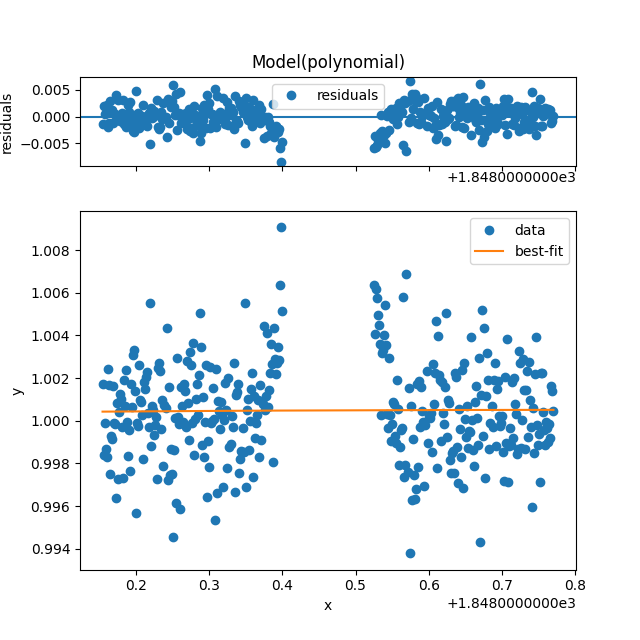 Model(polynomial)
0.005
0.000
−0.005
residuals
residuals
+1.8480000000e3
1.008
1.006
1.004
1.002
1.000
0.998
0.996
0.994
y
data
best-fit
0.2
0.3
0.4
0.5
0.6
0.7
0.8
x
+1.8480000000e3